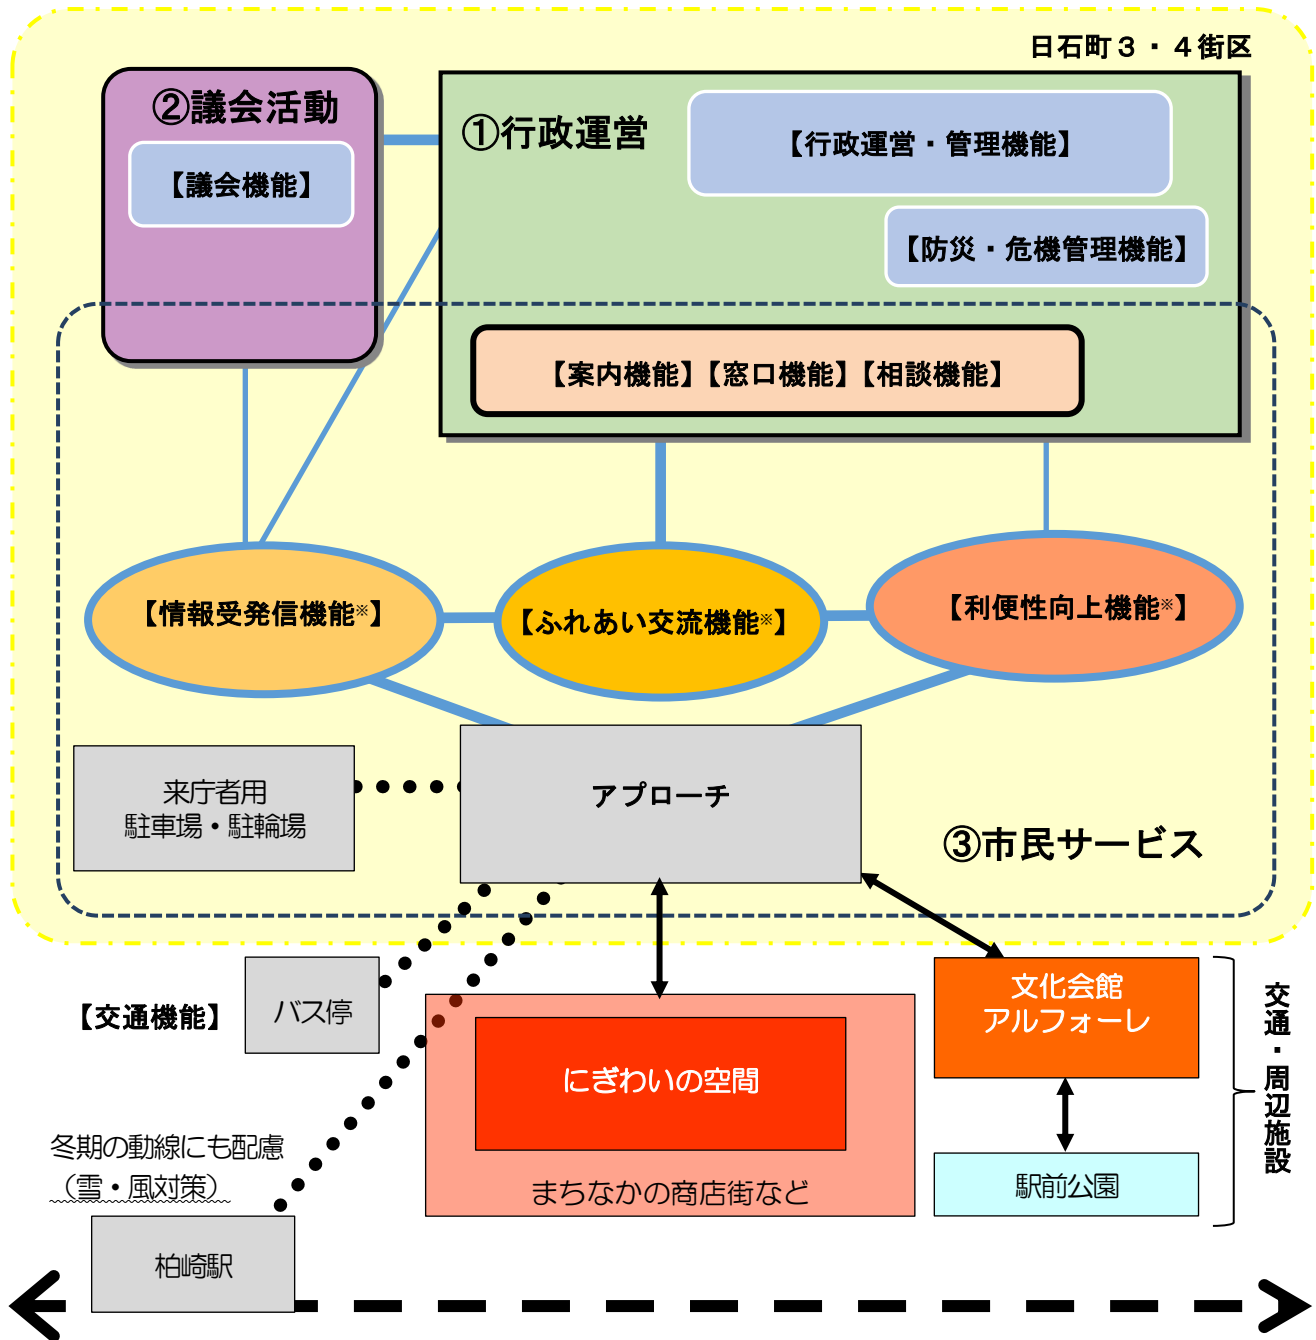 日石町３・４街区
②議会活動
【議会機能】
①行政運営
【行政運営・管理機能】
【防災・危機管理機能】
【案内機能】【窓口機能】【相談機能】
【情報受発信機能※】
【ふれあい交流機能※】
【利便性向上機能※】
来庁者用
駐車場・駐輪場
アプローチ
③市民サービス
【交通機能】
バス停
にぎわいの空間
まちなかの商店街など
文化会館
アルフォーレ
駅前公園
交通・周辺施設
冬期の動線にも配慮
（雪・風対策）
柏崎駅